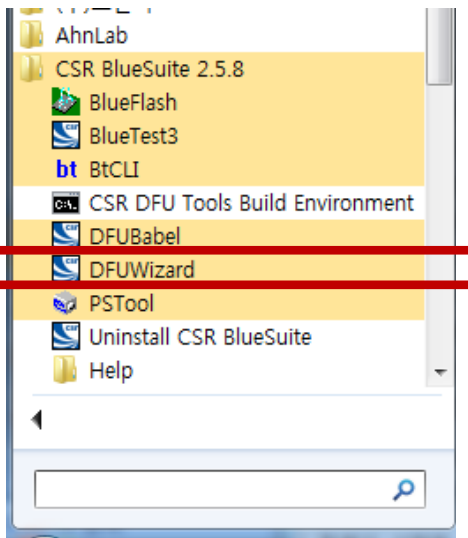 AhnLab
CSR BlueSuite 2.5.8
BlueFlash
BlueTest3
bt BtCLI
CSR DFU Tools Build Environment
DFUBabel
DFUWizard
PSTool
Uninstall CSR BlueSuite
Help